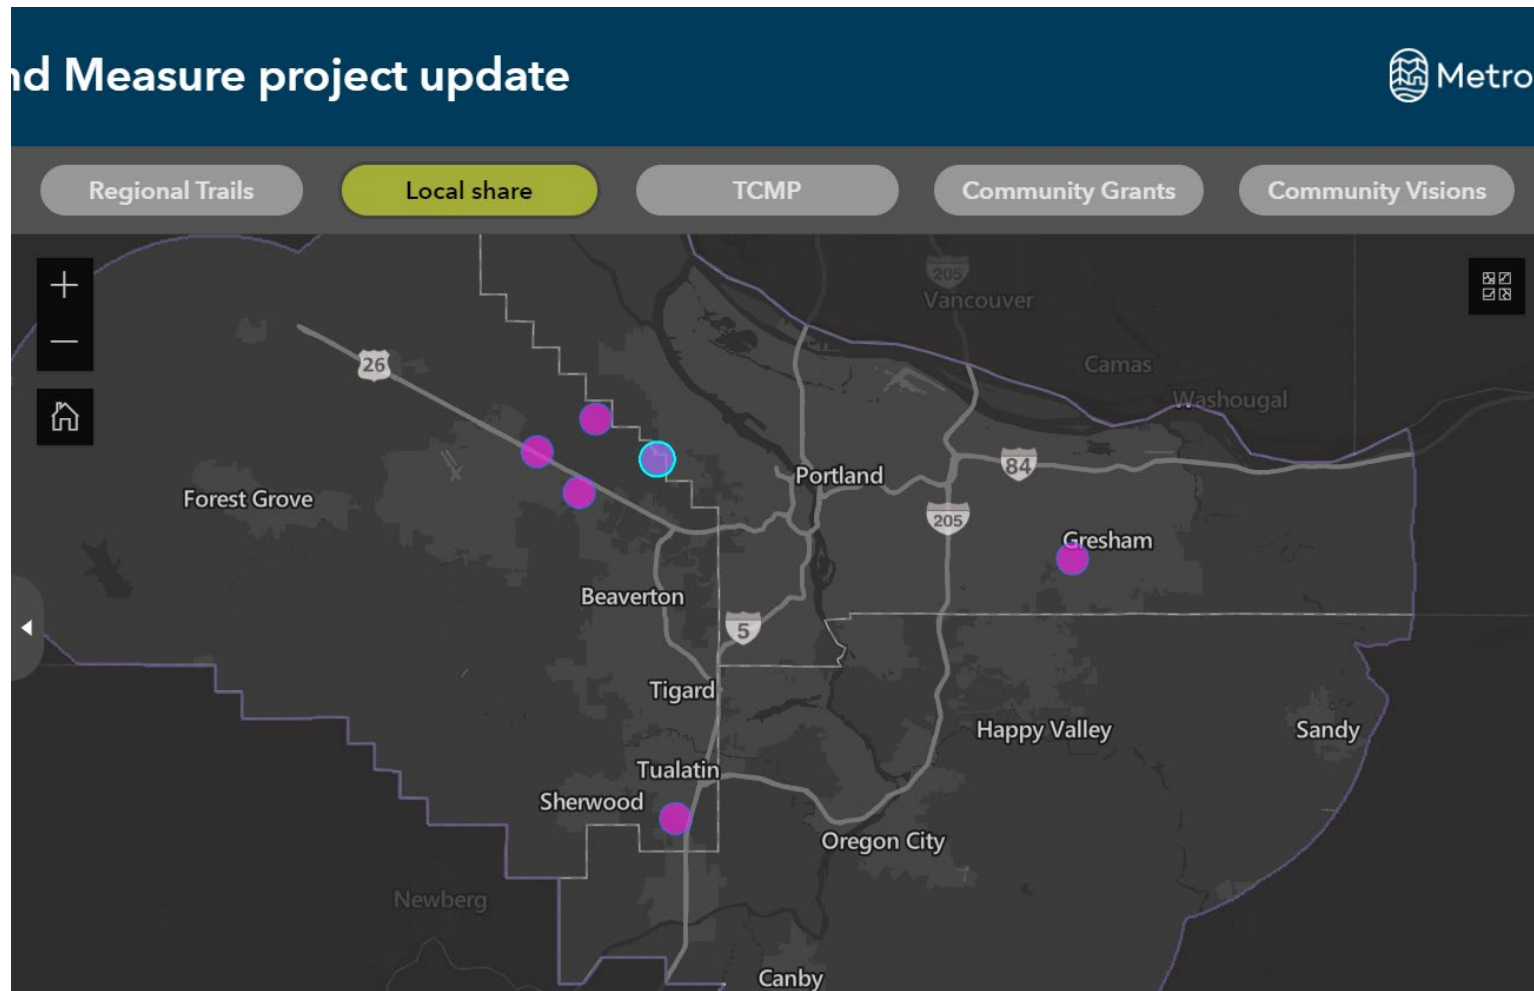 nd Measure project update
Metro
Regional Trails
Local share
TCMP
Community Grants
Community Visions
205
Vancouver
26
Camas
Washougal
Portland
84
Forest Grove
205
Gresham
Beaverton
5
Tigard
Happy Valley
Sandy
Tualatin
Sherwood
Oregon City
Newberg
Canby